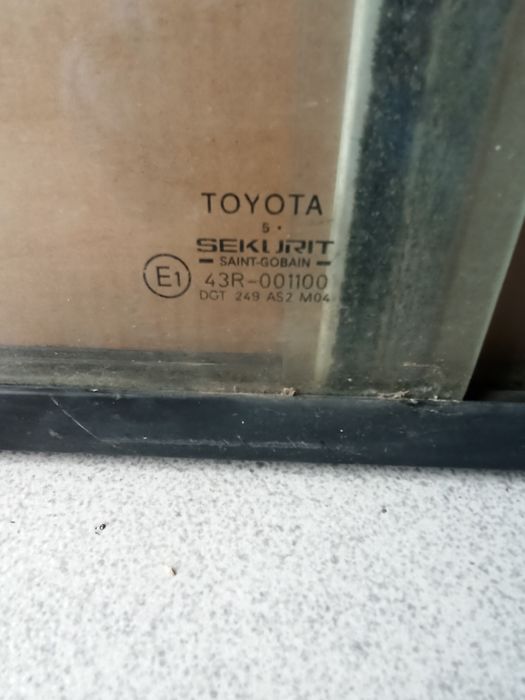 TOYOTA
5 •
SEKURIT
SAINT-GOBAIN
E1 43R-001100
DGT 249 AS2 M04